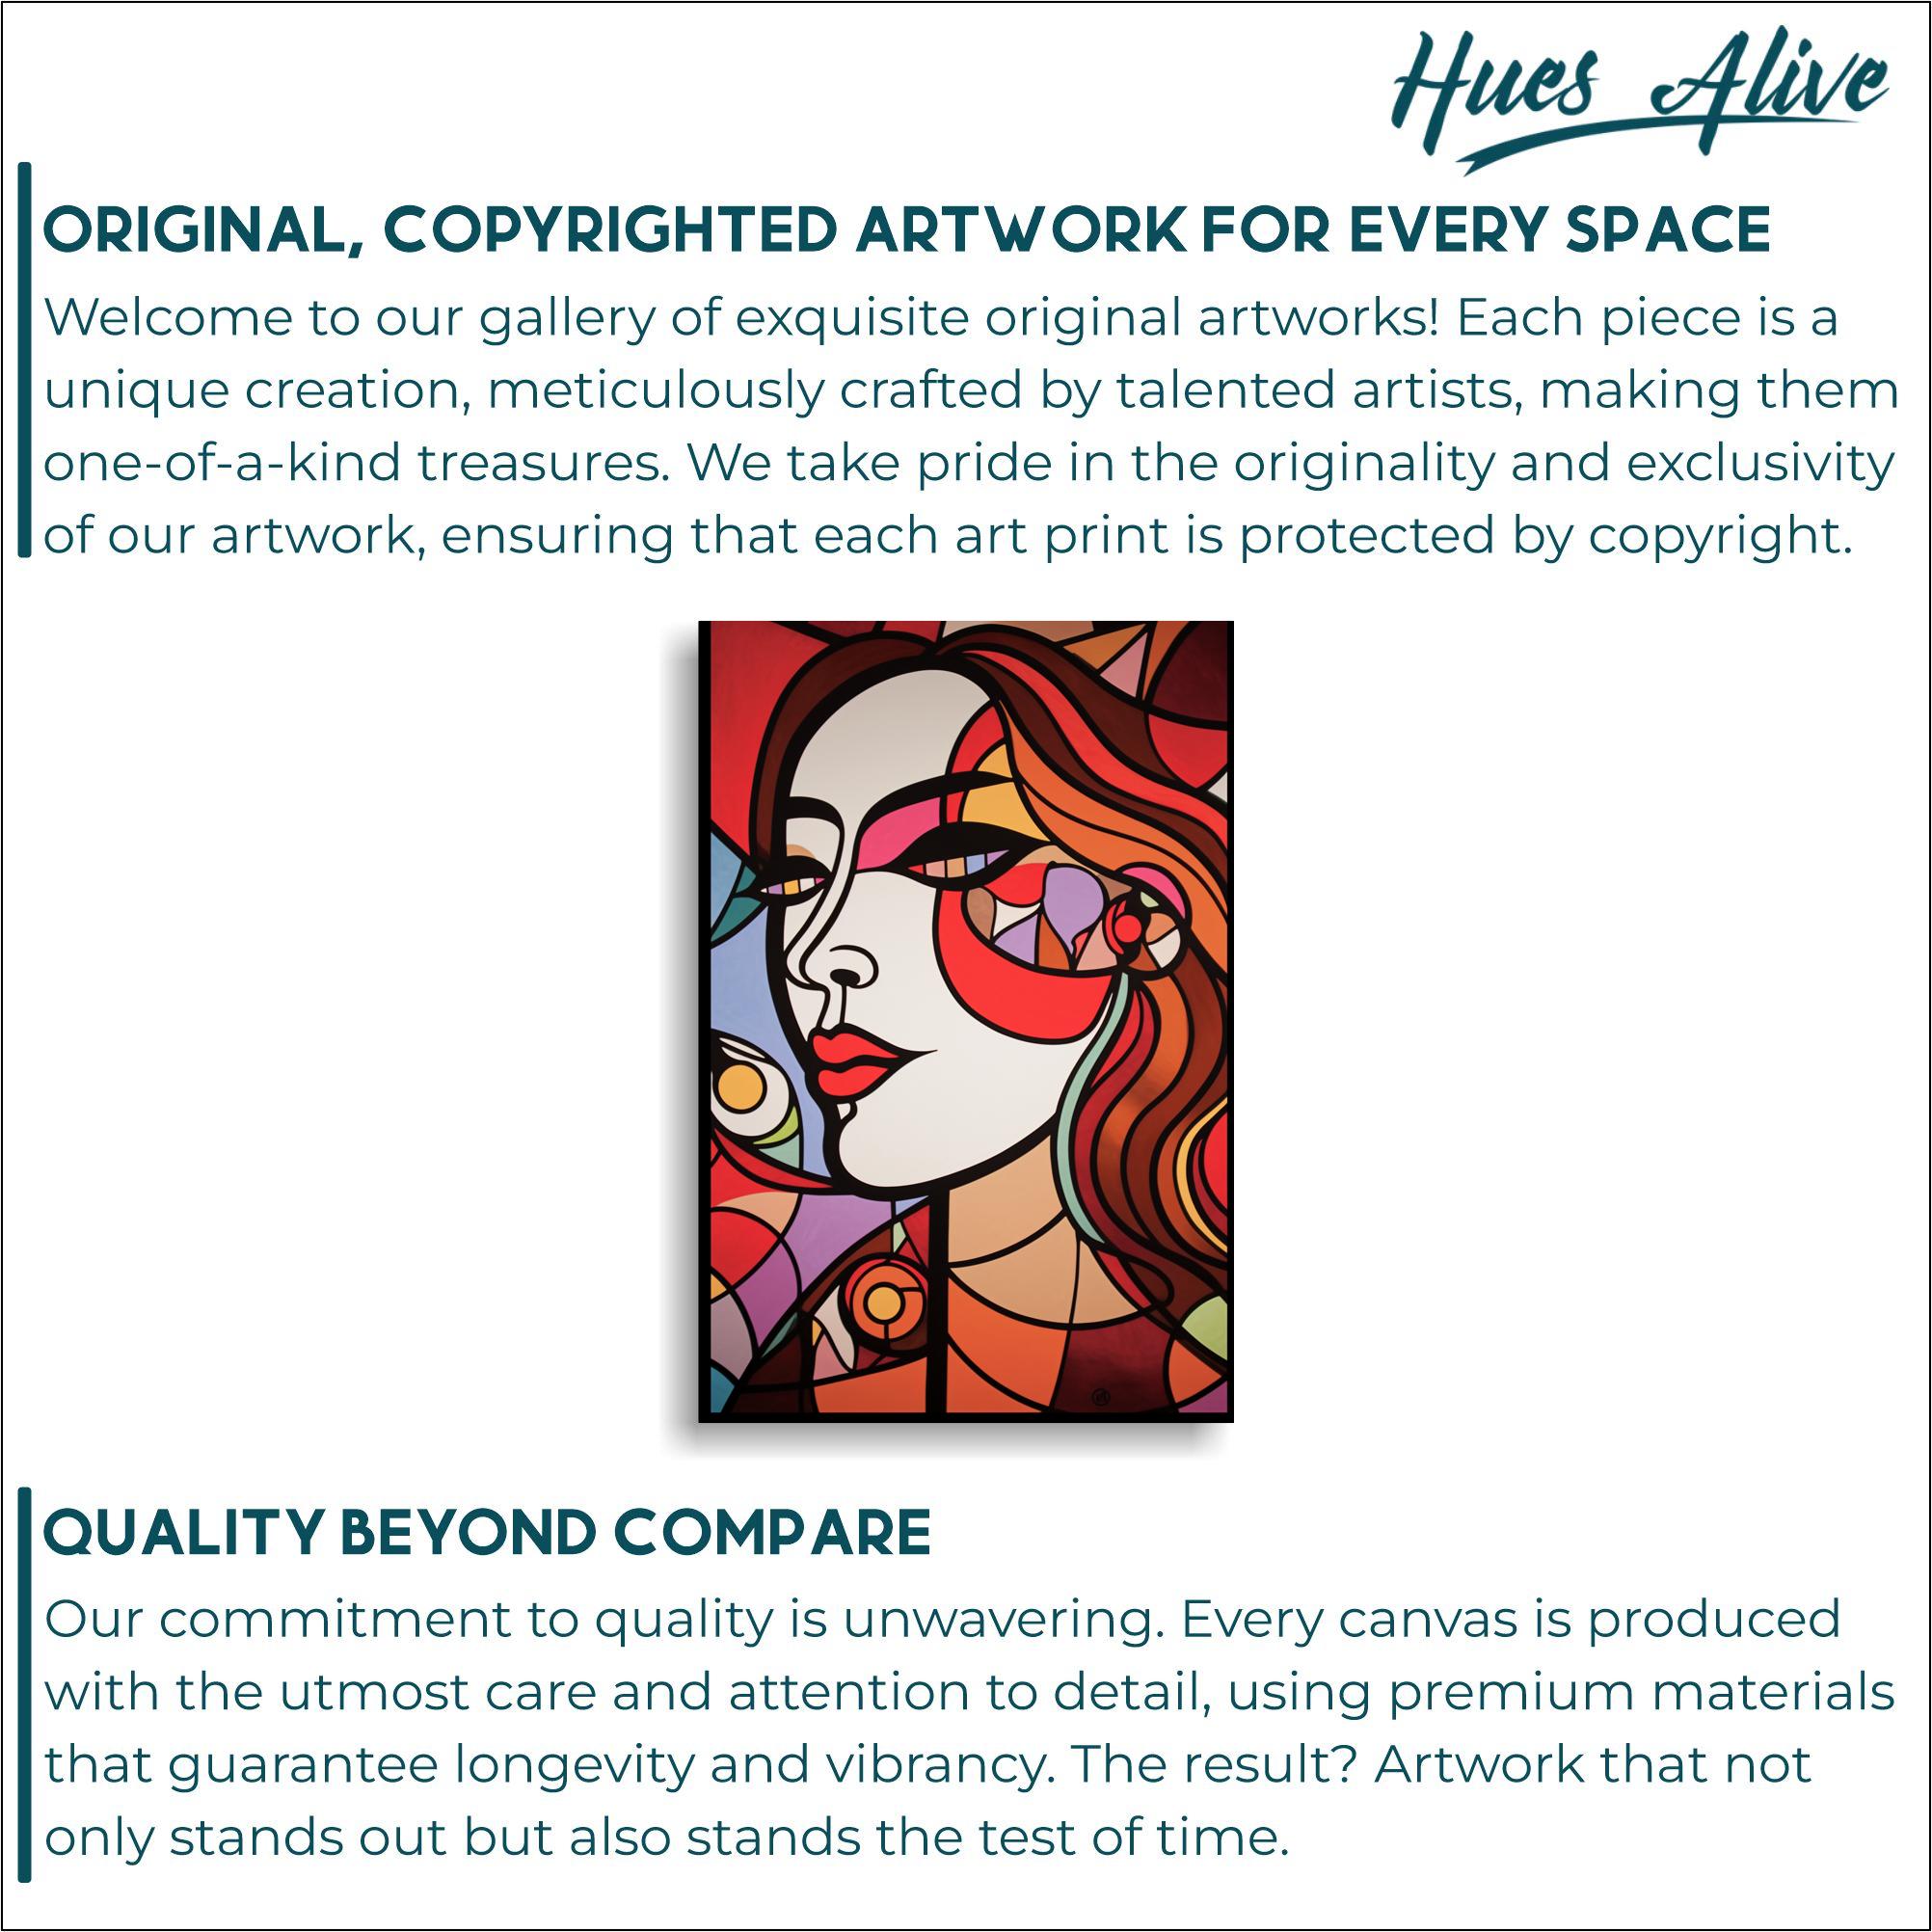 Hues Alive
ORIGINAL, COPYRIGHTED ARTWORK FOR EVERY SPACE
Welcome to our gallery of exquisite original artworks! Each piece is a
unique creation, meticulously crafted by talented artists, making them
one-of-a-kind treasures. We take pride in the originality and exclusivity
of our artwork, ensuring that each art print is protected by copyright.
QUALITY BEYOND COMPARE
Our commitment to quality is unwavering. Every canvas is produced
with the utmost care and attention to detail, using premium materials
that guarantee longevity and vibrancy. The result? Artwork that not
only stands out but also stands the test of time.